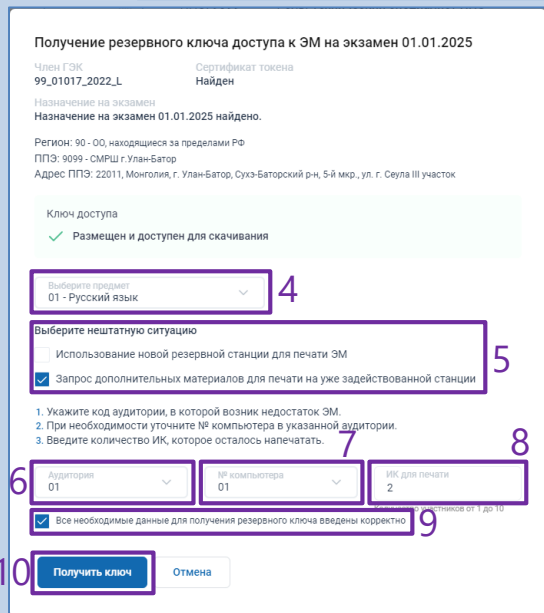 Получение резервного ключа доступа к ЭМ на экзамен 01.01.2025
Член ГЭК Сертификат токена
99_01017_2022_L Найден
Назначение на экзамен
Назначение на экзамен 01.01.2025 найдено.
Регион: 90 - ОО, находящиеся за пределами РФ
ППЭ: 9099 - СМРШ г.Улан-Батор
Адрес ППЭ: 22011, Монголия, г. Улан-Батор, Сухэ-Баторский р-н, 5-й мкр., ул. г. Сеула III участок
Ключ доступа
Размещен и доступен для скачивания
Выберите предмет
01 - Русский язык
4
Выберите нештатную ситуацию
Использование новой резервной станции для печати ЭМ
5
Запрос дополнительных материалов для печати на уже задействованной станции
1. Укажите код аудитории, в которой возник недостаток ЭМ.
2. При необходимости уточните № компьютера в указанной аудитории.
3. Введите количество ИК, которое осталось напечатать.
7 8
6 Аудитория № компьютера ИК для печати
01 01 2
участников от 1 до 10
Все необходимые данные для получения резервного ключа введены корректно 9
10 Получить ключ Отмена